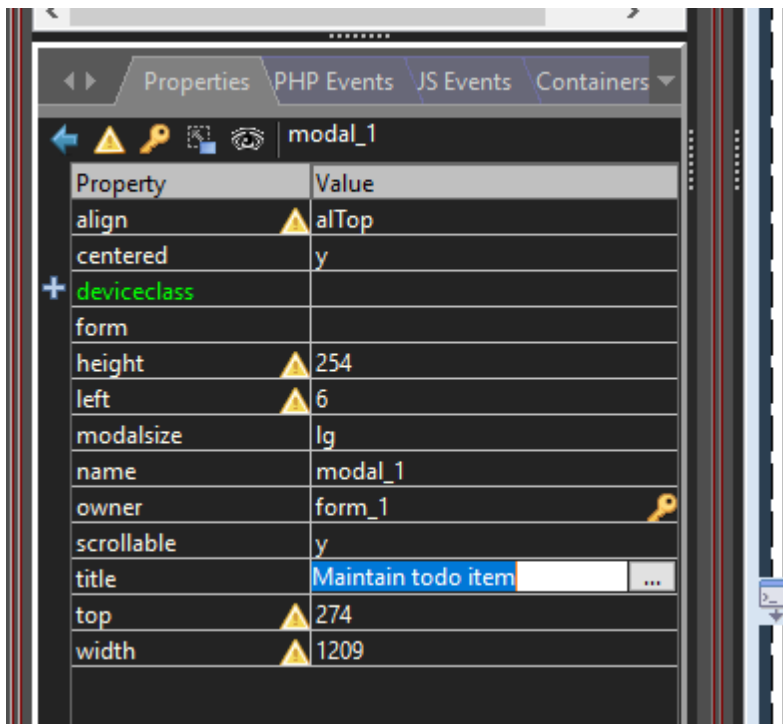 Properties PHP Events JS Events Containers
modal_1
Property Value
align alTop
centered y
deviceclass
form
height 254
left 6
modalsize lg
name modal_1
owner form_1
scrollable y
title Maintain todo item ...
top 274
width 1209